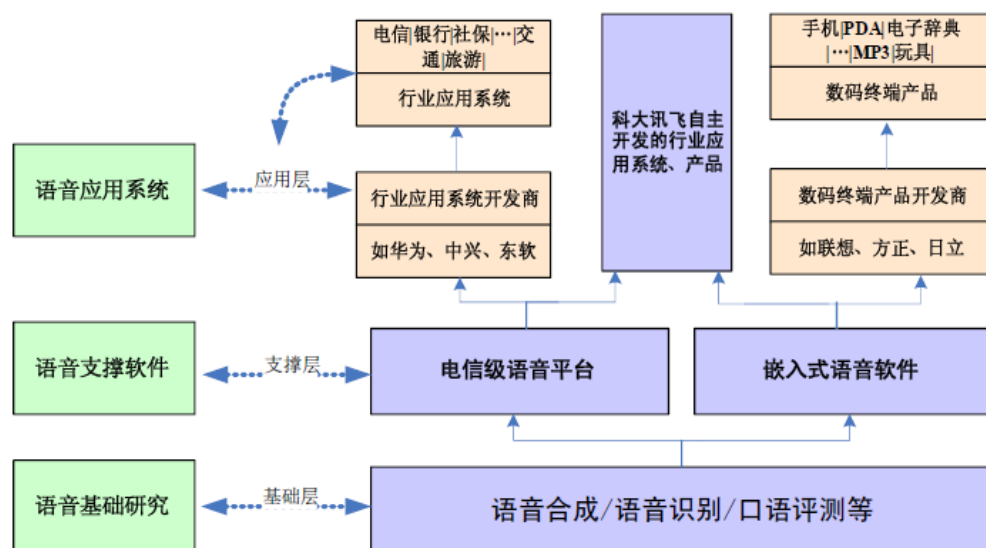 电信|银行|社保|…|交
通|旅游|
行业应用系统
科大讯飞自主
开发的行业应
用系统、产品
手机|PDA|电子辞典
|…|MP3|玩具|
数码终端产品
语音应用系统
应用层
行业应用系统开发商
如华为、中兴、东软
数码终端产品开发商
如联想、方正、日立
语音支撑软件
支撑层
电信级语音平台
嵌入式语音软件
语音基础研究
基础层
语音合成/语音识别/口语评测等